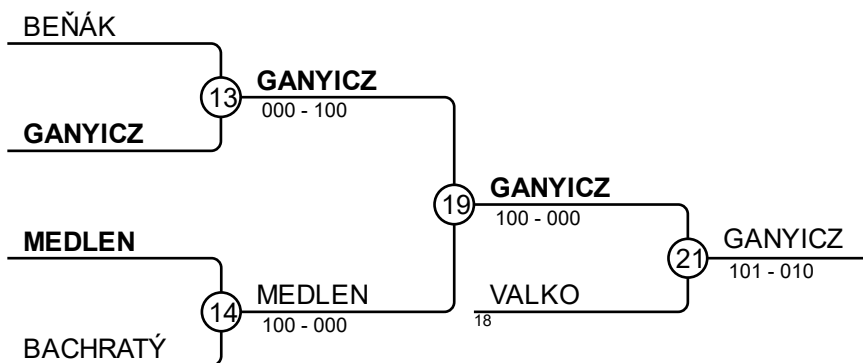 BEŇÁK
13
GANYICZ
000 - 100
GANYICZ
19
GANYICZ
100 - 000
MEDLEN
21
GANYICZ
101 - 010
14
MEDLEN
100 - 000
VALKO
18
BACHRATÝ